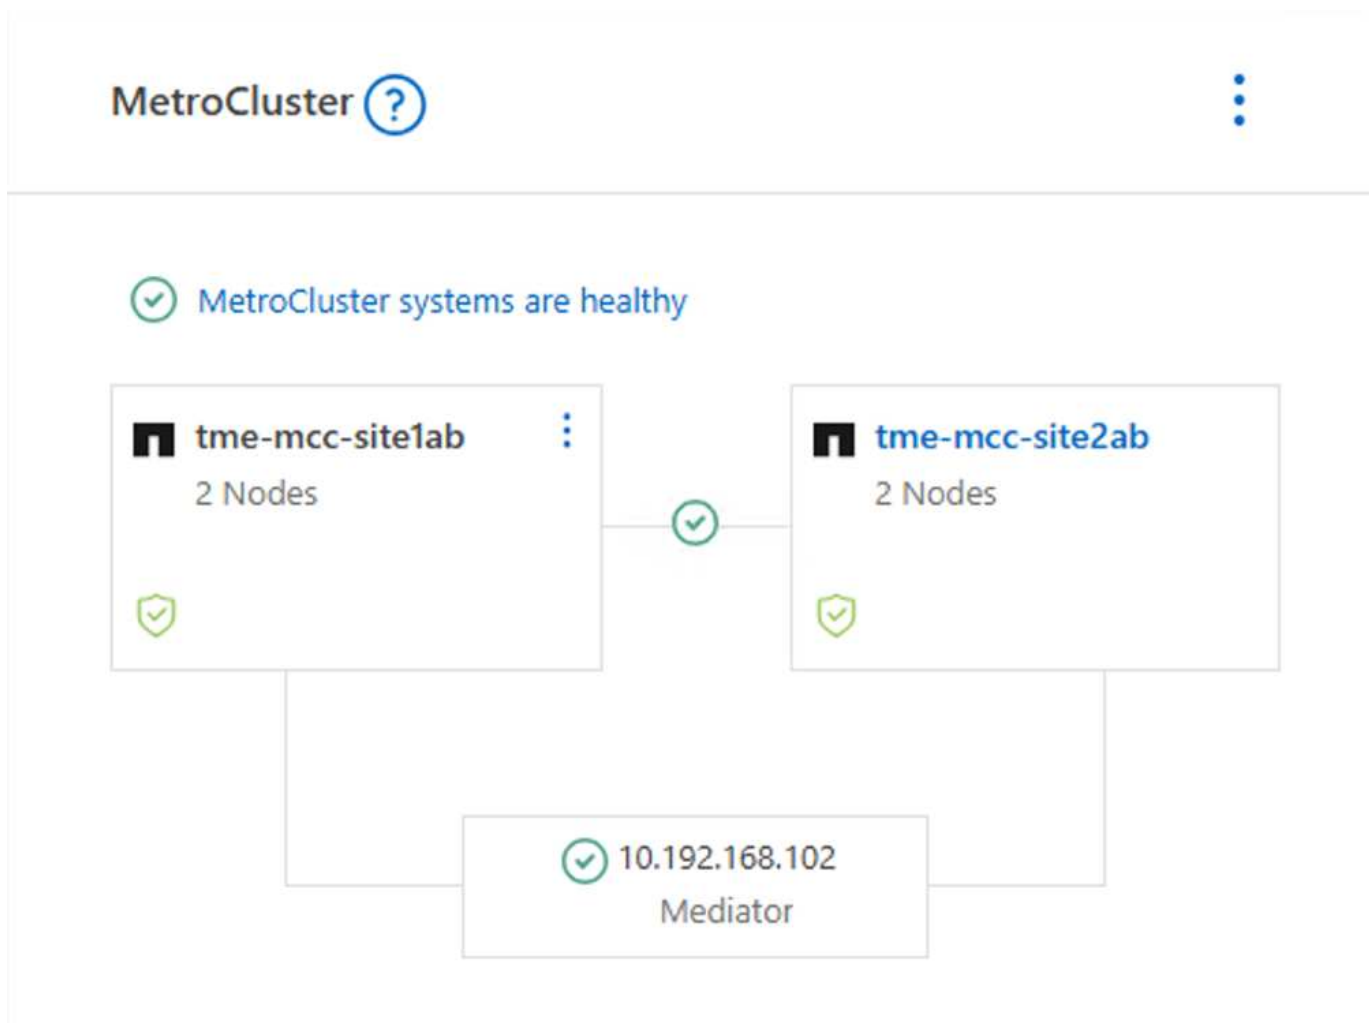 MetroCluster ?
MetroCluster systems are healthy
tme-mcc-site1ab
2 Nodes
tme-mcc-site2ab
2 Nodes
10.192.168.102
Mediator